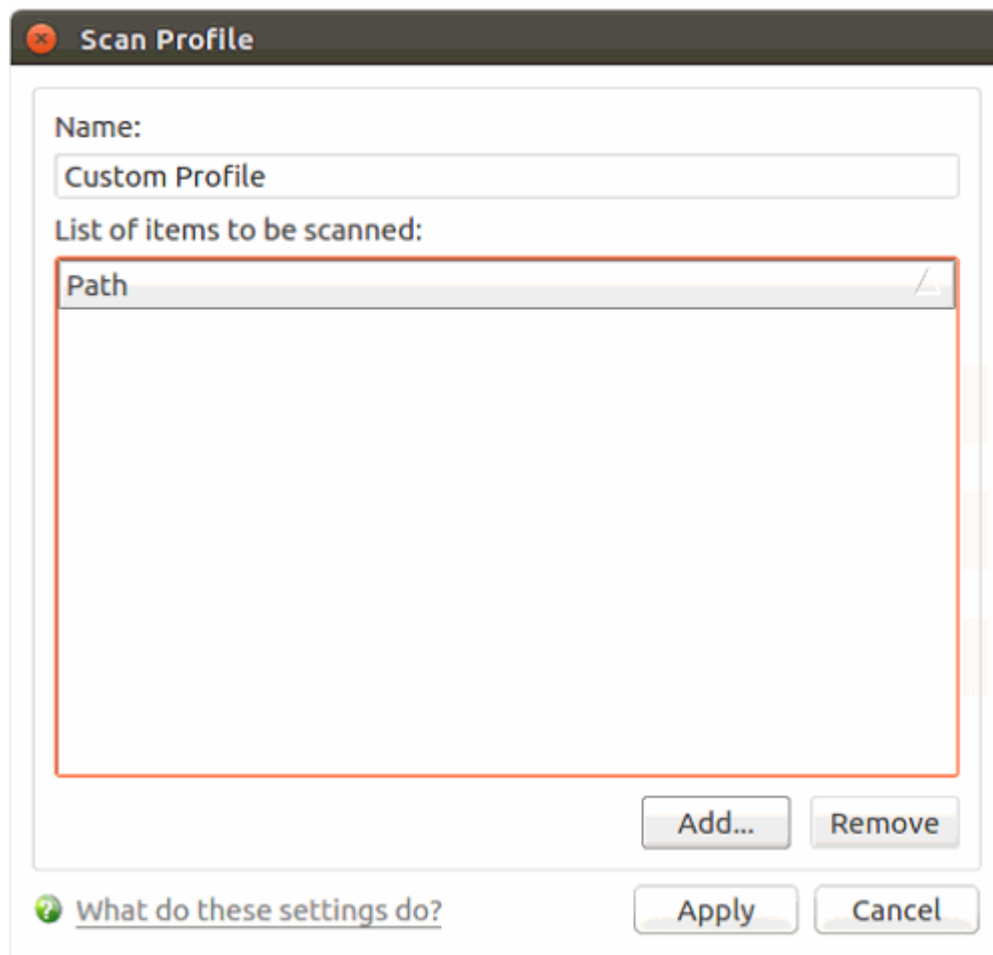 Scan Profile
Name:
Custom Profile
List of items to be scanned:
Path
Add... Remove
What do these settings do? Apply Cancel